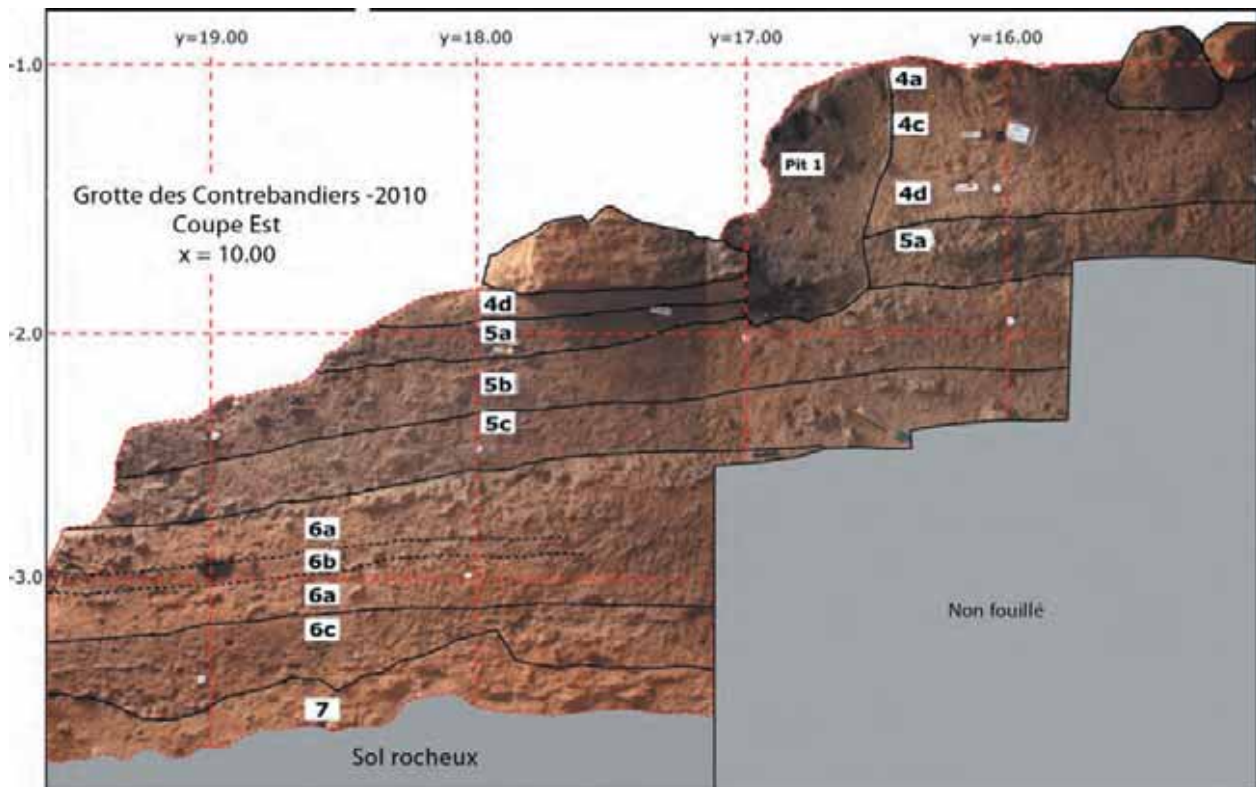 y=19.00
y=18.00
y=17.00
y=16.00
-1.0
4a
4c
Pit 1
Grotte des Contrebandiers -2010
Coupe Est
x = 10.00
4d
5a
4d
-2.0
5a
5b
5c
6a
6b
-3.0
6a
6c
Non fouillé
7
Sol rocheux